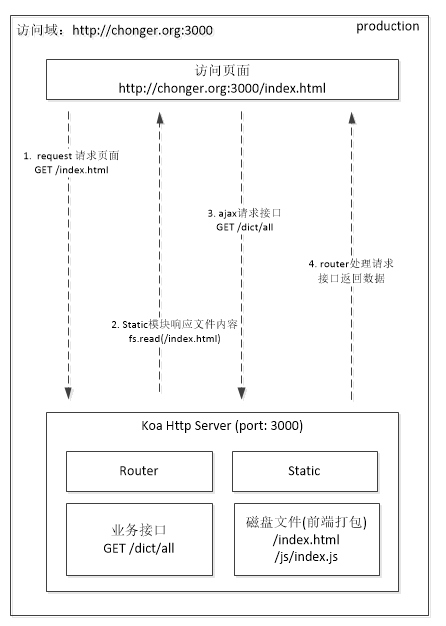 访问域：http://chonger.org:3000
production
访问页面
http://chonger.org:3000/index.html
1. request 请求页面
GET /index.html
3. ajax请求接口
GET /dict/all
4. router处理请求
接口返回数据
2. Static模块响应文件内容
fs.read(/index.html)
Koa Http Server (port: 3000)
Router
Static
业务接口
GET /dict/all
磁盘文件(前端打包)
/index.html
/js/index.js